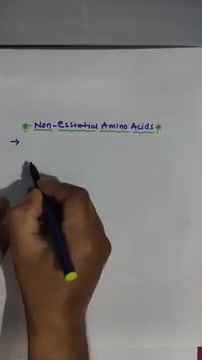 * Non-Essential Amino Acids *
→